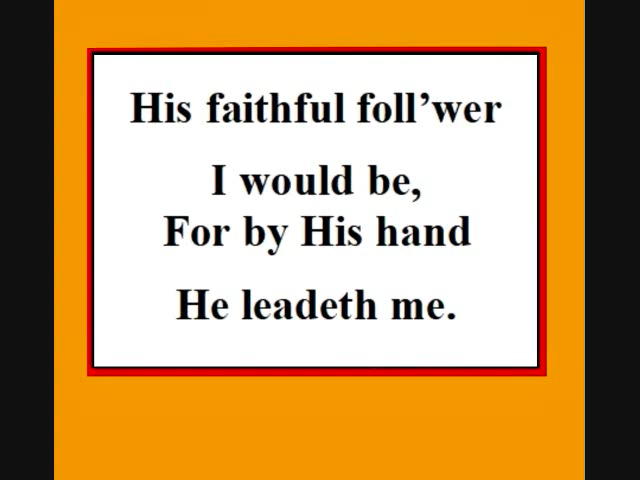 His faithful foll’wer
I would be,
For by His hand
He leadeth me.